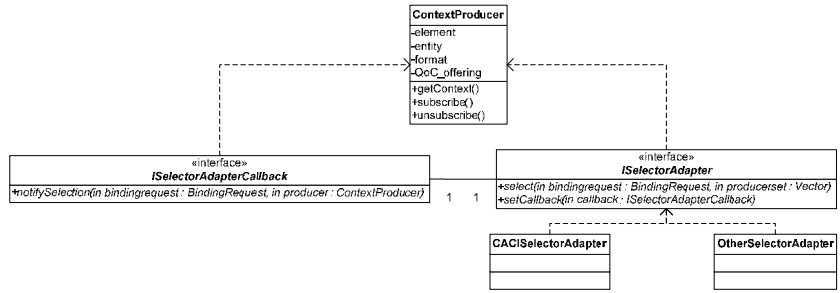 ContextProducer
-element
-entity
-format
-QoC_offering
+getContext()
+subscribe()
+unsubscribe()
«interface»
ISelectorAdapterCallback
+notifySelection(in bindingrequest : BindingRequest, in producer : ContextProducer)
1 1
«interface»
ISelectorAdapter
+select(in bindingrequest : BindingRequest, in producerset : Vector)
+setCallback(in callback : ISelectorAdapterCallback)
CACISelectorAdapter
OtherSelectorAdapter